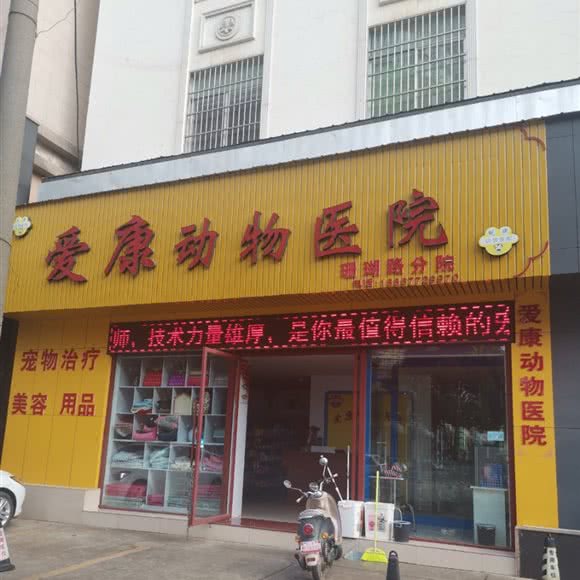 爱康动物医院
珊瑚路分院
师、技术力量雄厚、是你最值得信赖的
宠物治疗
美容 用品
爱康动物医院